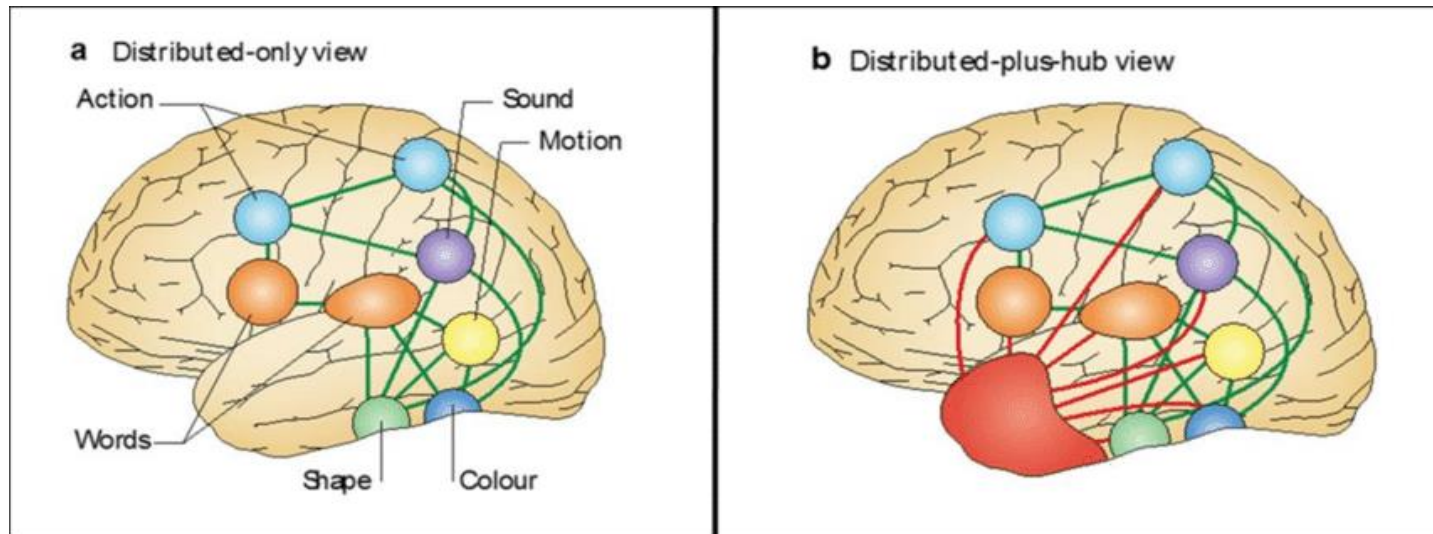 a Distributed-only view
Action
Sound
Motion
Words
Shape
Colour
b Distributed-plus-hub view